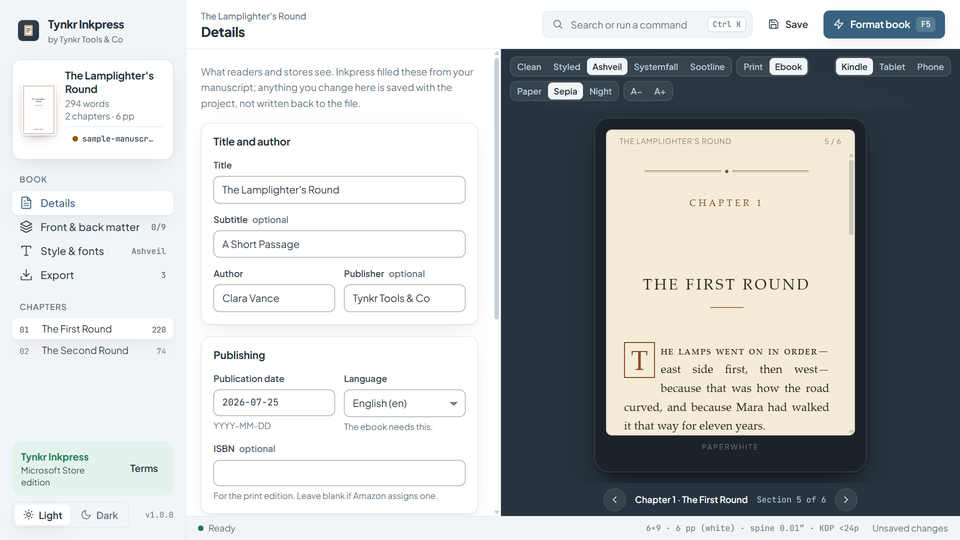 Tynkr Inkpress
by Tynkr Tools & Co
The Lamplighter's
Round
294 words
2 chapters · 6 pp
sample-manuscr…
BOOK
Details
Front & back matter 0/9
Style & fonts Ashveil
Export 3
CHAPTERS
01 The First Round 220
02 The Second Round 74
Tynkr Inkpress
Microsoft Store
edition
Terms
Light Dark v1.0.0
The Lamplighter's Round
Details
Search or run a command Ctrl K
Save
Format book F5
What readers and stores see. Inkpress filled these from your
manuscript; anything you change here is saved with the
project, not written back to the file.
Title and author
Title
The Lamplighter's Round
Subtitle optional
A Short Passage
Author Publisher optional
Clara Vance Tynkr Tools & Co
Publishing
Publication date Language
2026-07-25 English (en)
YYYY-MM-DD The ebook needs this.
ISBN optional
For the print edition. Leave blank if Amazon assigns one.
Clean Styled Ashveil Systemfall Sootline Print Ebook Kindle Tablet Phone
Paper Sepia Night A− A+
THE LAMPLIGHTER'S ROUND 5 / 6
CHAPTER 1
THE FIRST ROUND
THE LAMPS WENT ON IN ORDER—
east side first, then west—
because that was how the road
curved, and because Mara had walked
it that way for eleven years.
PAPERWHITE
Chapter 1 · The First Round Section 5 of 6
Ready
6×9 · 6 pp (white) · spine 0.01″ · KDP <24p Unsaved changes